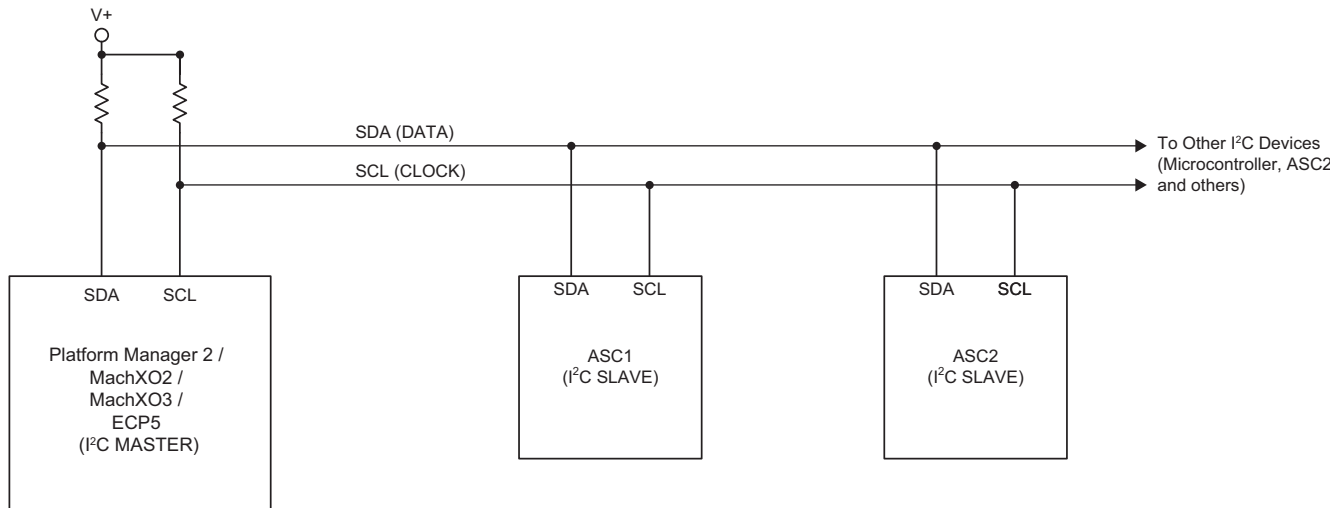 V+
SDA (DATA)
SCL (CLOCK)
To Other I²C Devices
(Microcontroller, ASC2
and others)
SDA SCL
Platform Manager 2 /
MachXO2 /
MachXO3 /
ECP5
(I²C MASTER)
SDA SCL
ASC1
(I²C SLAVE)
SDA SCL
ASC2
(I²C SLAVE)